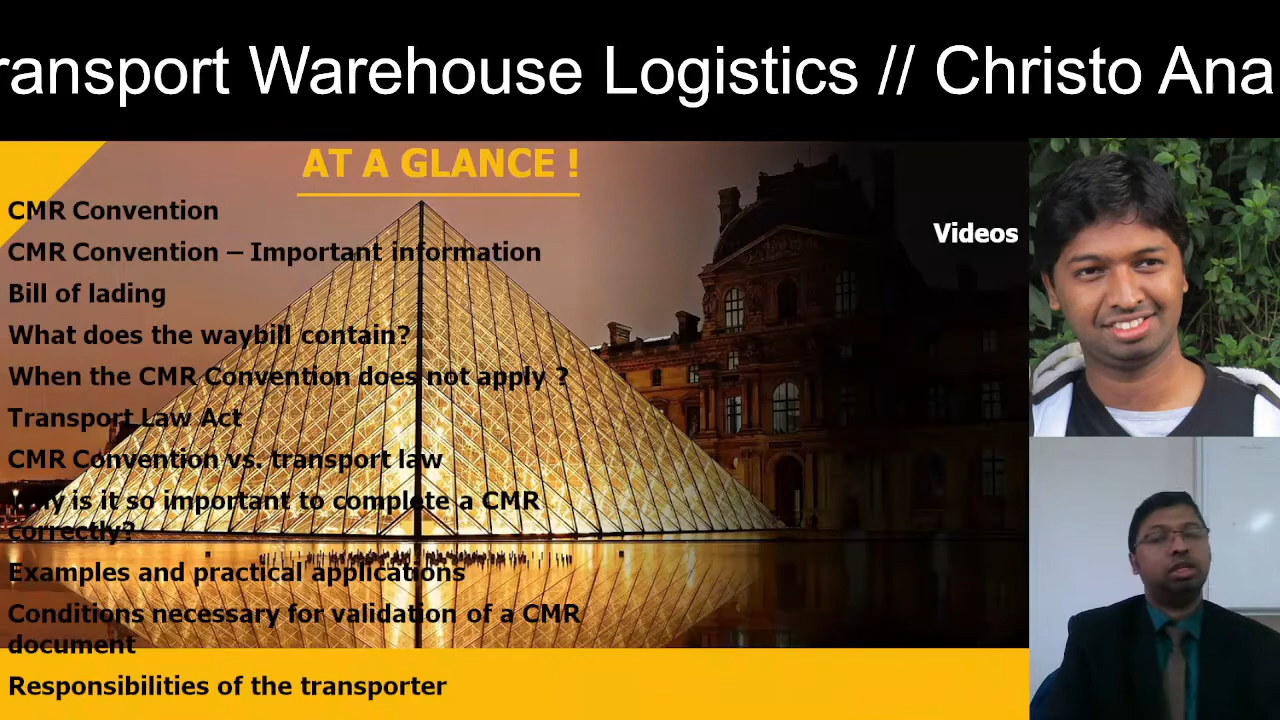 ransport Warehouse Logistics // Christo Ana
AT A GLANCE !
CMR Convention
Videos
CMR Convention – Important information
Bill of lading
What does the waybill contain?
When the CMR Convention does not apply ?
Transport Law Act
CMR Convention vs. transport law
Why is it so important to complete a CMR
correctly?
Examples and practical applications
Conditions necessary for validation of a CMR
document
Responsibilities of the transporter